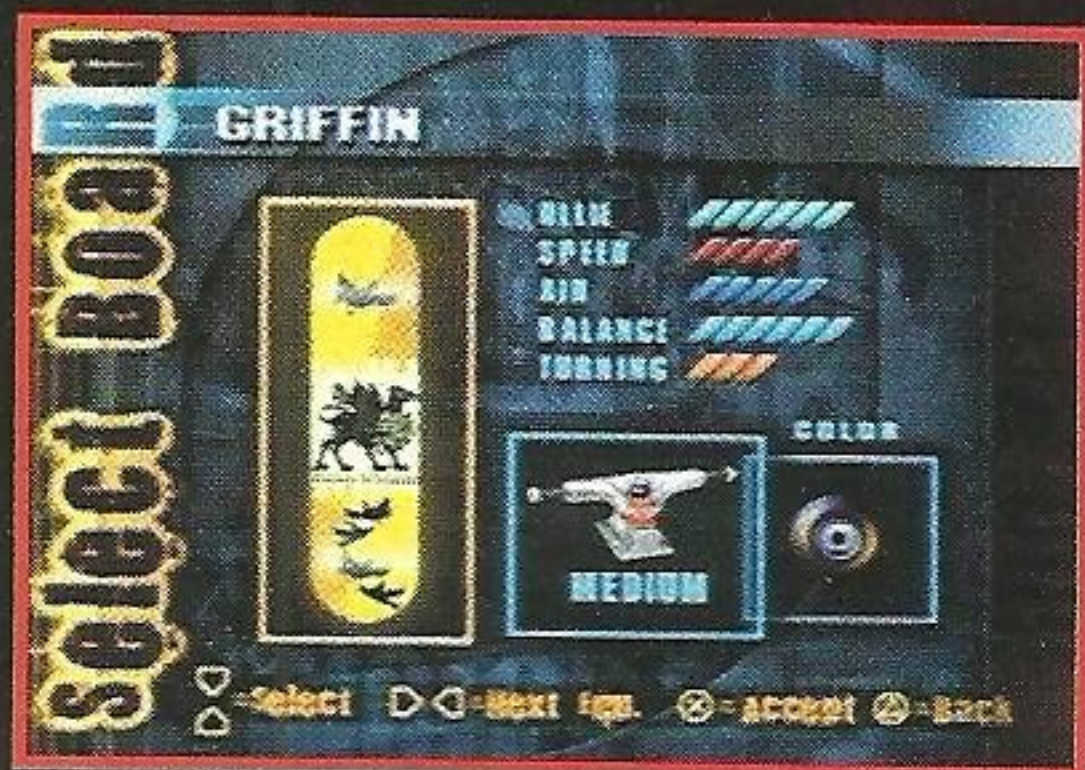 Select Board
GRIFFIN
OLLIE
SPEED
AIR
BALANCE
TURNING
COLOR
MEDIUM
=Select =Next Eqp. =Accept =Back